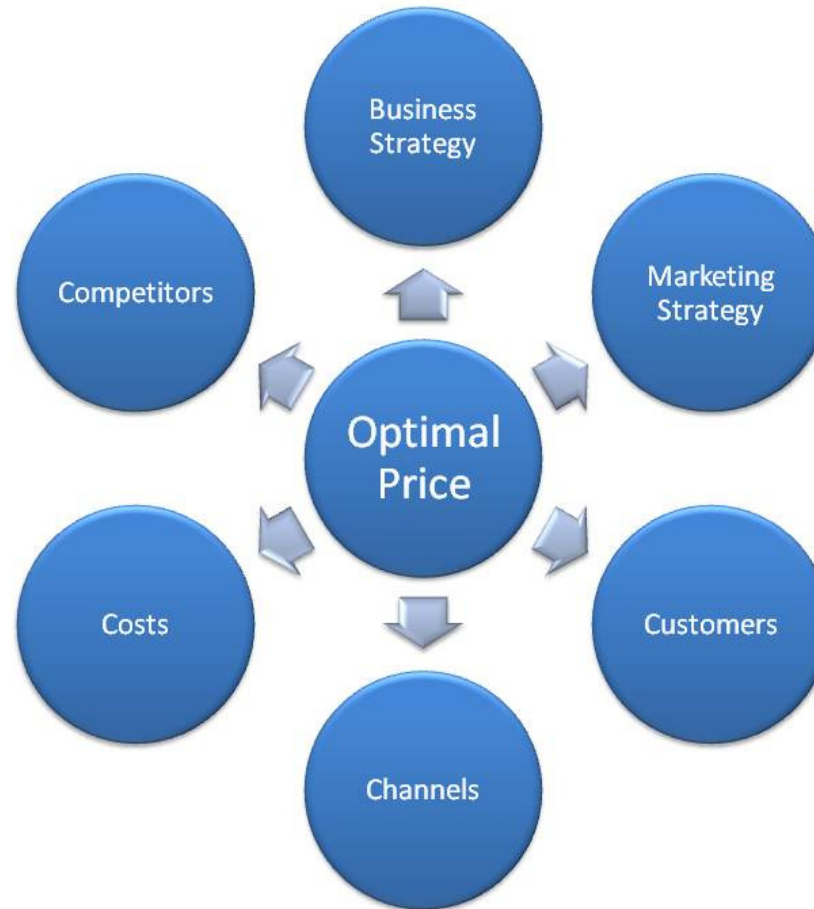 Business
Strategy
Competitors
Marketing
Strategy
Optimal
Price
Costs
Customers
Channels